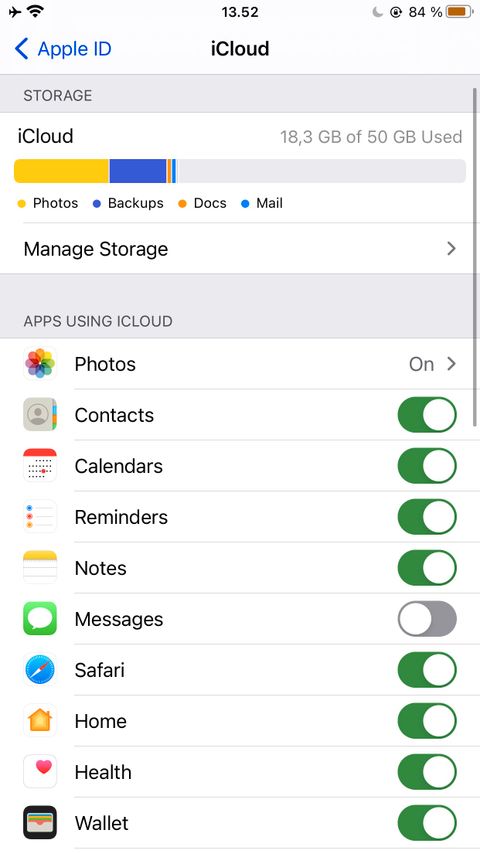 13.52
84 %
Apple ID
iCloud
STORAGE
iCloud 18,3 GB of 50 GB Used
Photos Backups Docs Mail
Manage Storage
APPS USING ICLOUD
Photos On
Contacts
Calendars
Reminders
Notes
Messages
Safari
Home
Health
Wallet